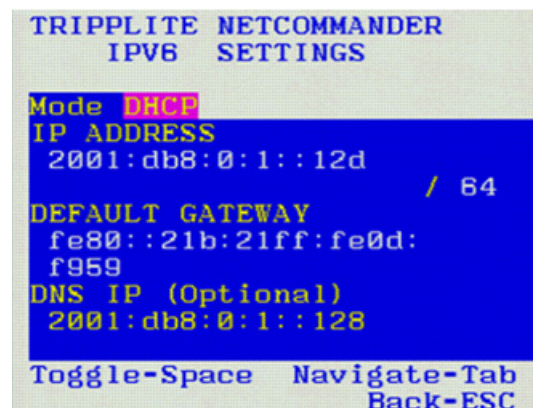 TRIPPLITE NETCOMMANDER
IPV6 SETTINGS
Mode DHCP
IP ADDRESS
2001:db8:0:1::12d
/ 64
DEFAULT GATEWAY
fe80::21b:21ff:fe0d:
f959
DNS IP (Optional)
2001:db8:0:1::128
Toggle-Space Navigate-Tab
Back-ESC